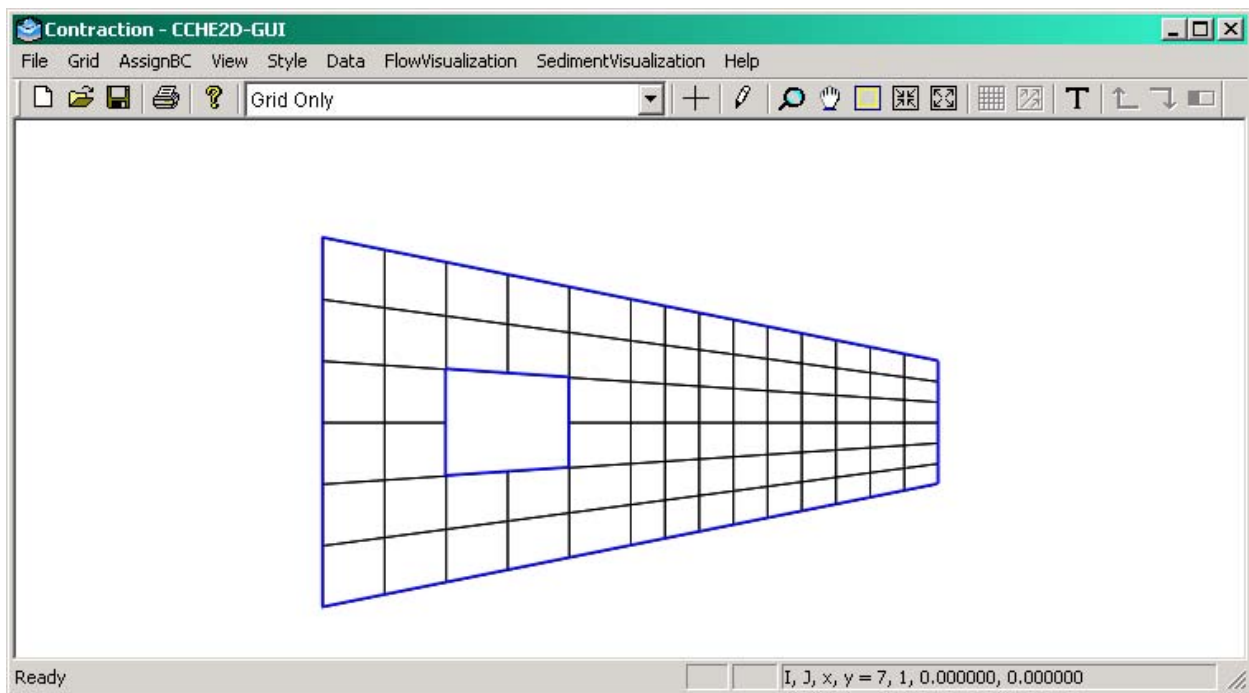 Contraction - CCHE2D-GUI
File Grid AssignBC View Style Data FlowVisualization SedimentVisualization Help
Grid Only T
Ready I, J, x, y = 7, 1, 0.000000, 0.000000